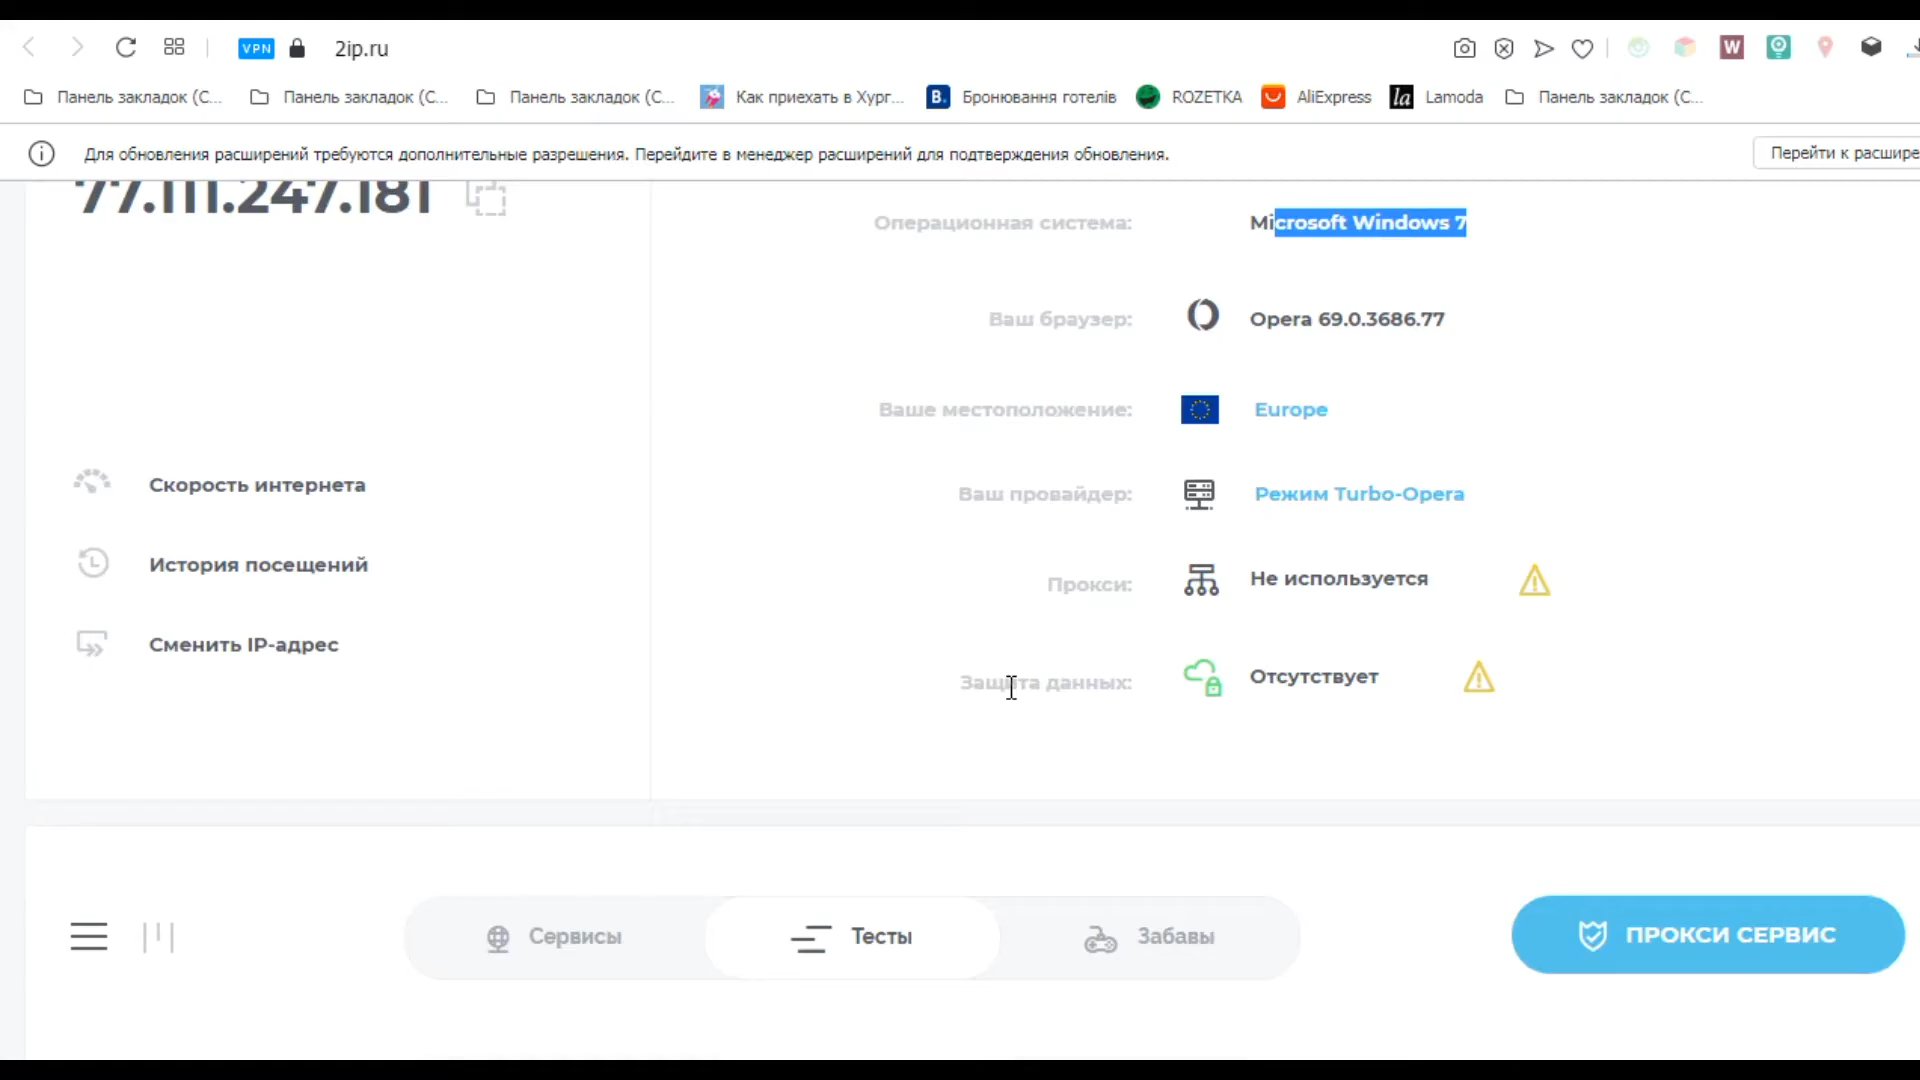 VPN 2ip.ru
W
Панель закладок (С... Панель закладок (С... Панель закладок (С... Как приехать в Хург... B. Бронювання готелів ROZETKA AliExpress la Lamoda Панель закладок (С...
Для обновления расширений требуются дополнительные разрешения. Перейдите в менеджер расширений для подтверждения обновления. Перейти к расшире
77.111.247.181
Операционная система: Microsoft Windows 7
Ваш браузер: Opera 69.0.3686.77
Ваше местоположение: Europe
Ваш провайдер: Режим Turbo-Opera
Прокси: Не используется
Защита данных: Отсутствует
Скорость интернета
История посещений
Сменить IP-адрес
Сервисы Тесты Забавы
ПРОКСИ СЕРВИС